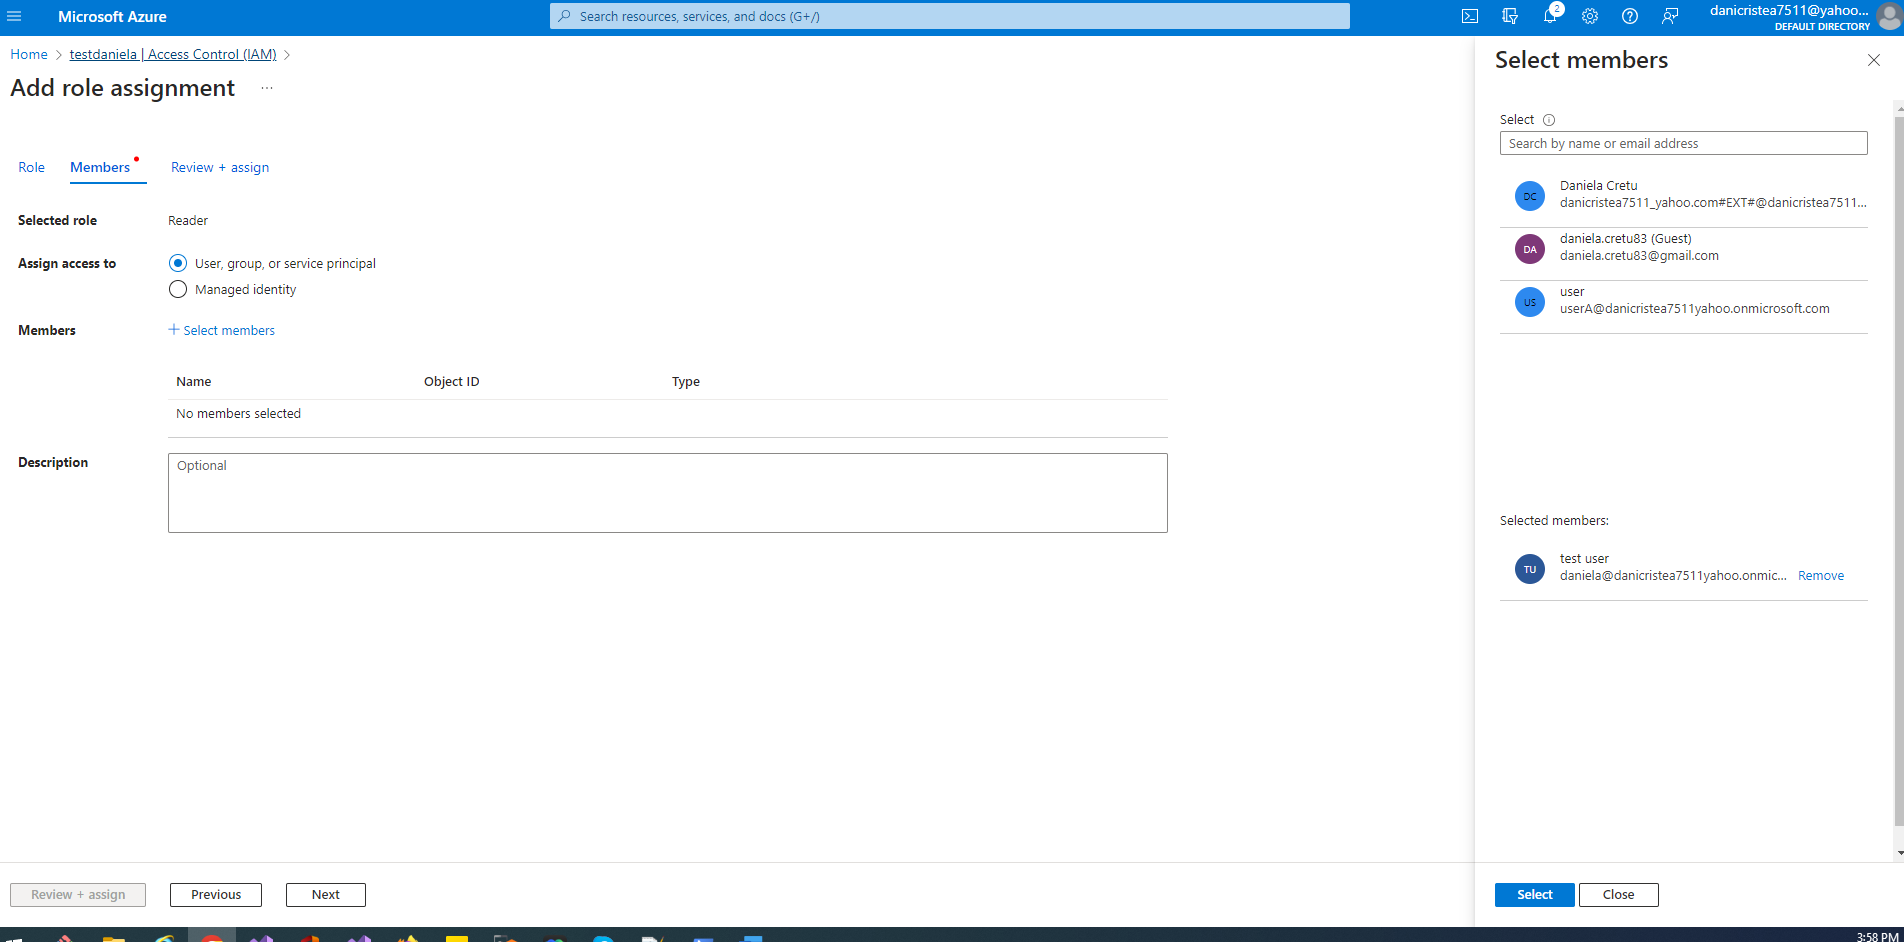 Microsoft Azure
Search resources, services, and docs (G+/)
2
danicristea7511@yahoo...
DEFAULT DIRECTORY
Home > testdaniela | Access Control (IAM) >
Add role assignment ...
Role Members Review + assign
Selected role Reader
Assign access to User, group, or service principal
Managed identity
Members + Select members
Name Object ID Type
No members selected
Description Optional
Review + assign Previous Next
Select members
Select
Search by name or email address
DC Daniela Cretu
danicristea7511_yahoo.com#EXT#@danicristea7511...
DA daniela.cretu83 (Guest)
daniela.cretu83@gmail.com
US user
userA@danicristea7511yahoo.onmicrosoft.com
Selected members:
TU test user
daniela@danicristea7511yahoo.onmic... Remove
Select Close
3:58 PM